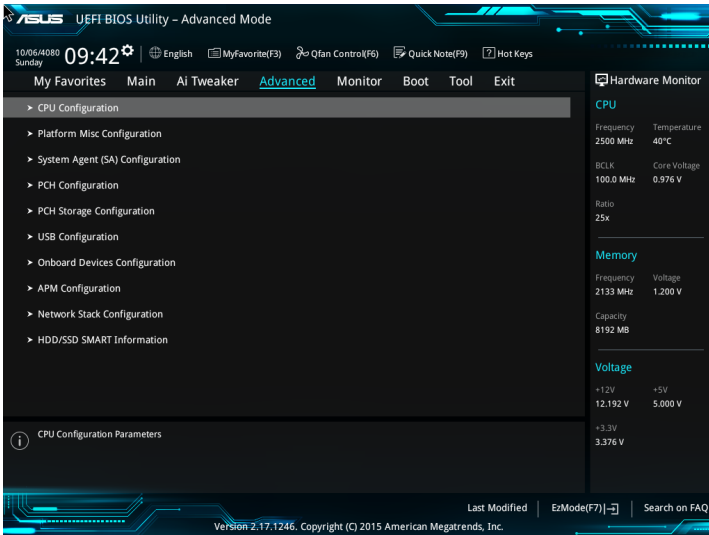 ASUS UEFI BIOS Utility – Advanced Mode
10/06/4080
Sunday
09:42
English
MyFavorite(F3)
Qfan Control(F6)
Quick Note(F9)
? Hot Keys
My Favorites Main Ai Tweaker Advanced Monitor Boot Tool Exit
> CPU Configuration
> Platform Misc Configuration
> System Agent (SA) Configuration
> PCH Configuration
> PCH Storage Configuration
> USB Configuration
> Onboard Devices Configuration
> APM Configuration
> Network Stack Configuration
> HDD/SSD SMART Information
i CPU Configuration Parameters
Hardware Monitor
CPU
Frequency Temperature
2500 MHz 40°C
BCLK Core Voltage
100.0 MHz 0.976 V
Ratio
25x
Memory
Frequency Voltage
2133 MHz 1.200 V
Capacity
8192 MB
Voltage
+12V +5V
12.192 V 5.000 V
+3.3V
3.376 V
Last Modified EzMode(F7) Search on FAQ
Version 2.17.1246. Copyright (C) 2015 American Megatrends, Inc.